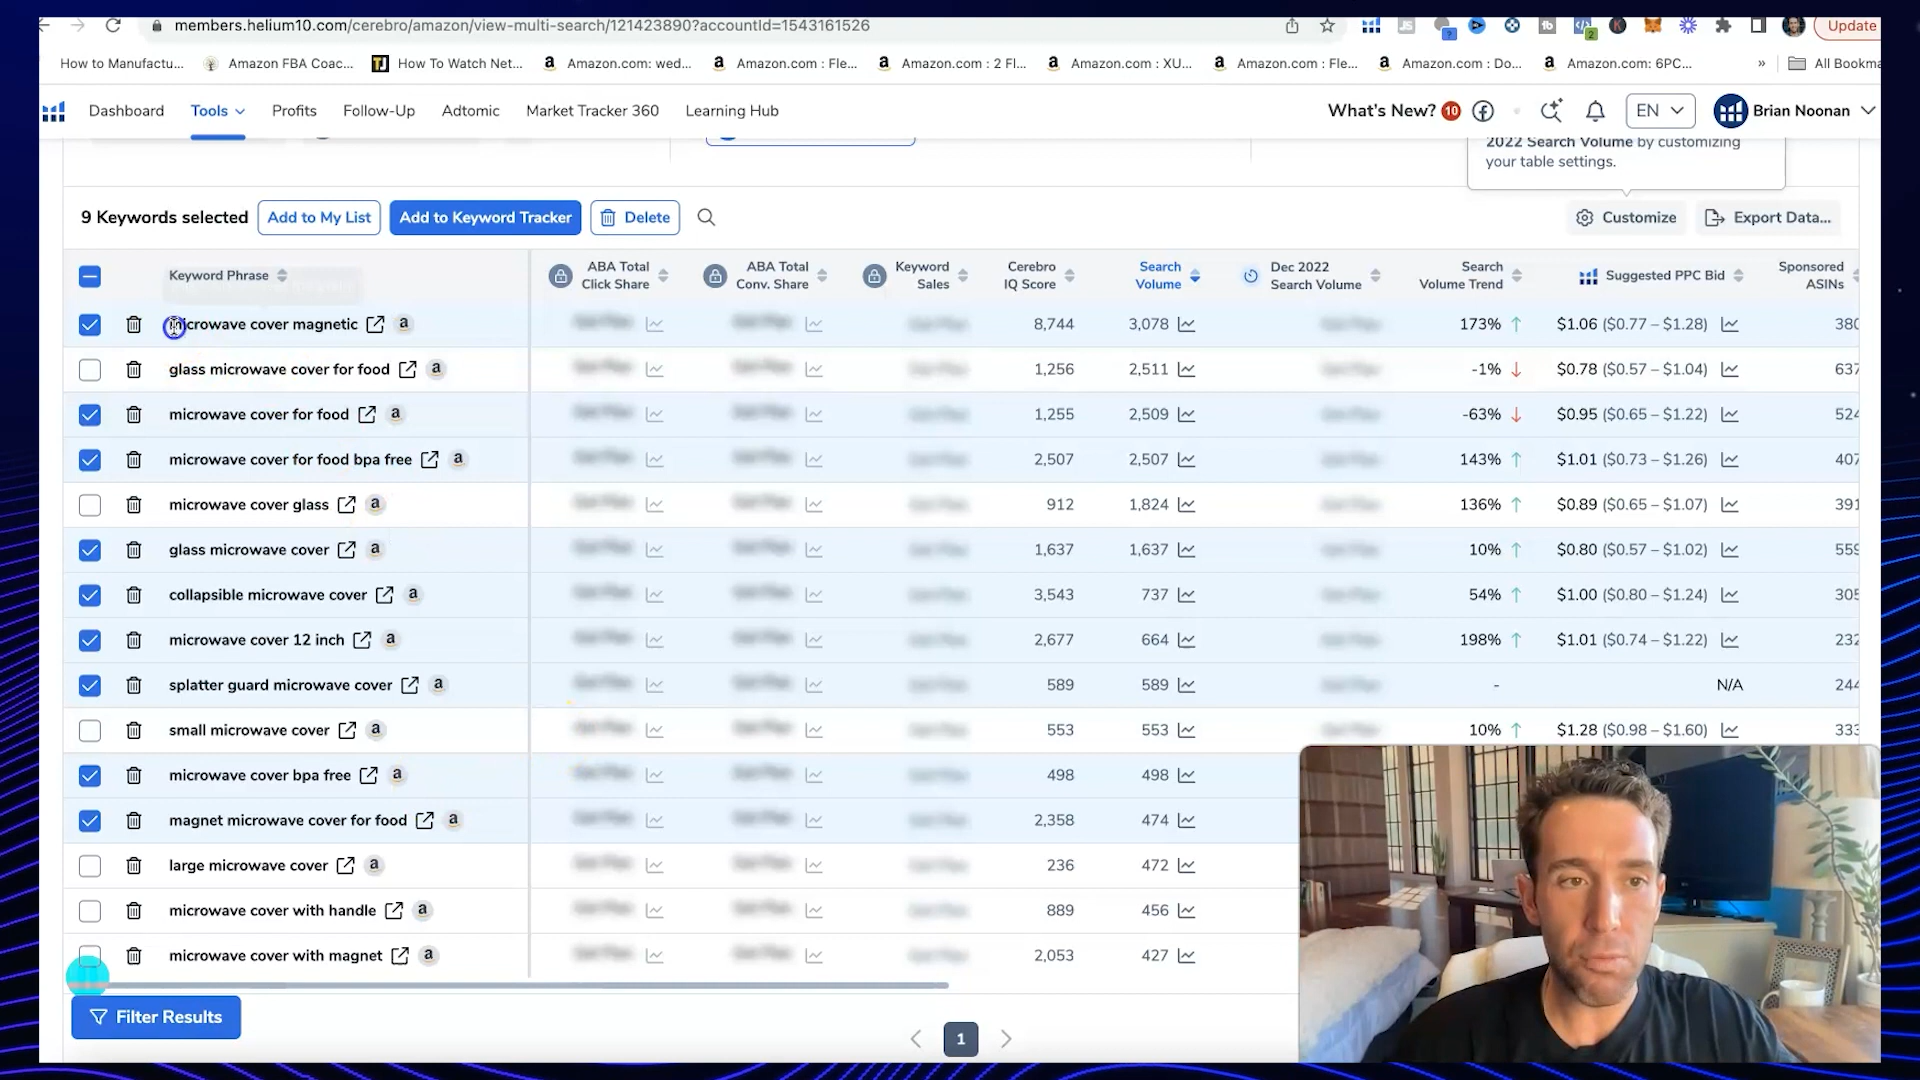 members.helium10.com/cerebro/amazon/view-multi-search/121423890?accountId=1543161526
Update
How to Manufactu...
Amazon FBA Coac...
How To Watch Net...
Amazon.com: wed...
Amazon.com : Fle...
Amazon.com : 2 Fl...
Amazon.com : XU...
Amazon.com : Fle...
Amazon.com : Do...
Amazon.com: 6PC...
»
All Bookma
Dashboard
Tools
Profits
Follow-Up
Adtomic
Market Tracker 360
Learning Hub
What's New? 10
EN
Brian Noonan
2022 Search Volume by customizing
your table settings.
9 Keywords selected
Add to My List
Add to Keyword Tracker
Delete
Customize
Export Data...
Keyword Phrase
ABA Total
Click Share
ABA Total
Conv. Share
Keyword
Sales
Cerebro
IQ Score
Search
Volume
Dec 2022
Search Volume
Search
Volume Trend
Suggested PPC Bid
Sponsored
ASINs
microwave cover magnetic 8,744 3,078 173% ↑ $1.06 ($0.77 – $1.28) 380
glass microwave cover for food 1,256 2,511 -1% ↓ $0.78 ($0.57 – $1.04) 637
microwave cover for food 1,255 2,509 -63% ↓ $0.95 ($0.65 – $1.22) 524
microwave cover for food bpa free 2,507 2,507 143% ↑ $1.01 ($0.73 – $1.26) 407
microwave cover glass 912 1,824 136% ↑ $0.89 ($0.65 – $1.07) 391
glass microwave cover 1,637 1,637 10% ↑ $0.80 ($0.57 – $1.02) 559
collapsible microwave cover 3,543 737 54% ↑ $1.00 ($0.80 – $1.24) 305
microwave cover 12 inch 2,677 664 198% ↑ $1.01 ($0.74 – $1.22) 232
splatter guard microwave cover 589 589 - N/A 244
small microwave cover 553 553 10% ↑ $1.28 ($0.98 – $1.60) 333
microwave cover bpa free 498 498
magnet microwave cover for food 2,358 474
large microwave cover 236 472
microwave cover with handle 889 456
microwave cover with magnet 2,053 427
Filter Results
1